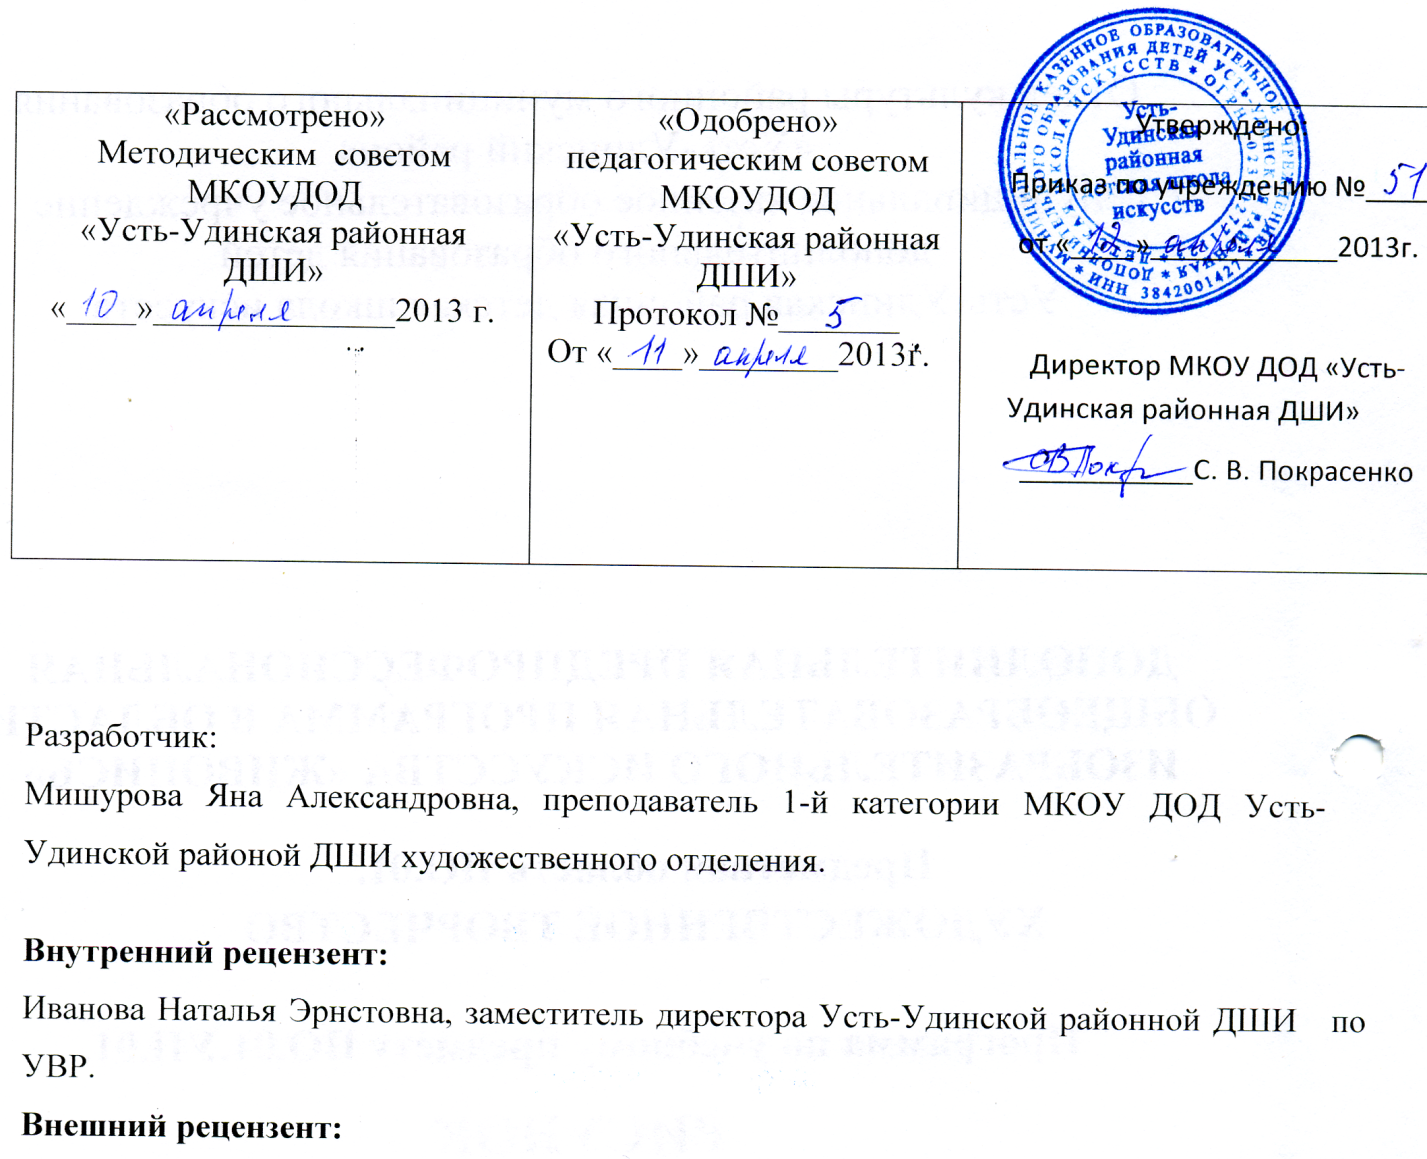 «Рассмотрено»
Методическим советом
МКОУДОД
«Усть-Удинская районная
ДШИ»
«10» апреля 2013 г.
«Одобрено»
педагогическим советом
МКОУДОД
«Усть-Удинская районная
ДШИ»
Протокол № 5
От «11» апреля 2013г.
Утверждено:
Приказ по учреждению № 51
от «12» апреля 2013г.
Директор МКОУ ДОД «Усть-
Удинская районная ДШИ»
С. В. Покрасенко
Усть-
Удинская
районная
детская школа
искусств
ИНН 3842001427
Разработчик:
Мишурова Яна Александровна, преподаватель 1-й категории МКОУ ДОД Усть-
Удинской районой ДШИ художественного отделения.
Внутренний рецензент:
Иванова Наталья Эрнстовна, заместитель директора Усть-Удинской районной ДШИ по
УВР.
Внешний рецензент: